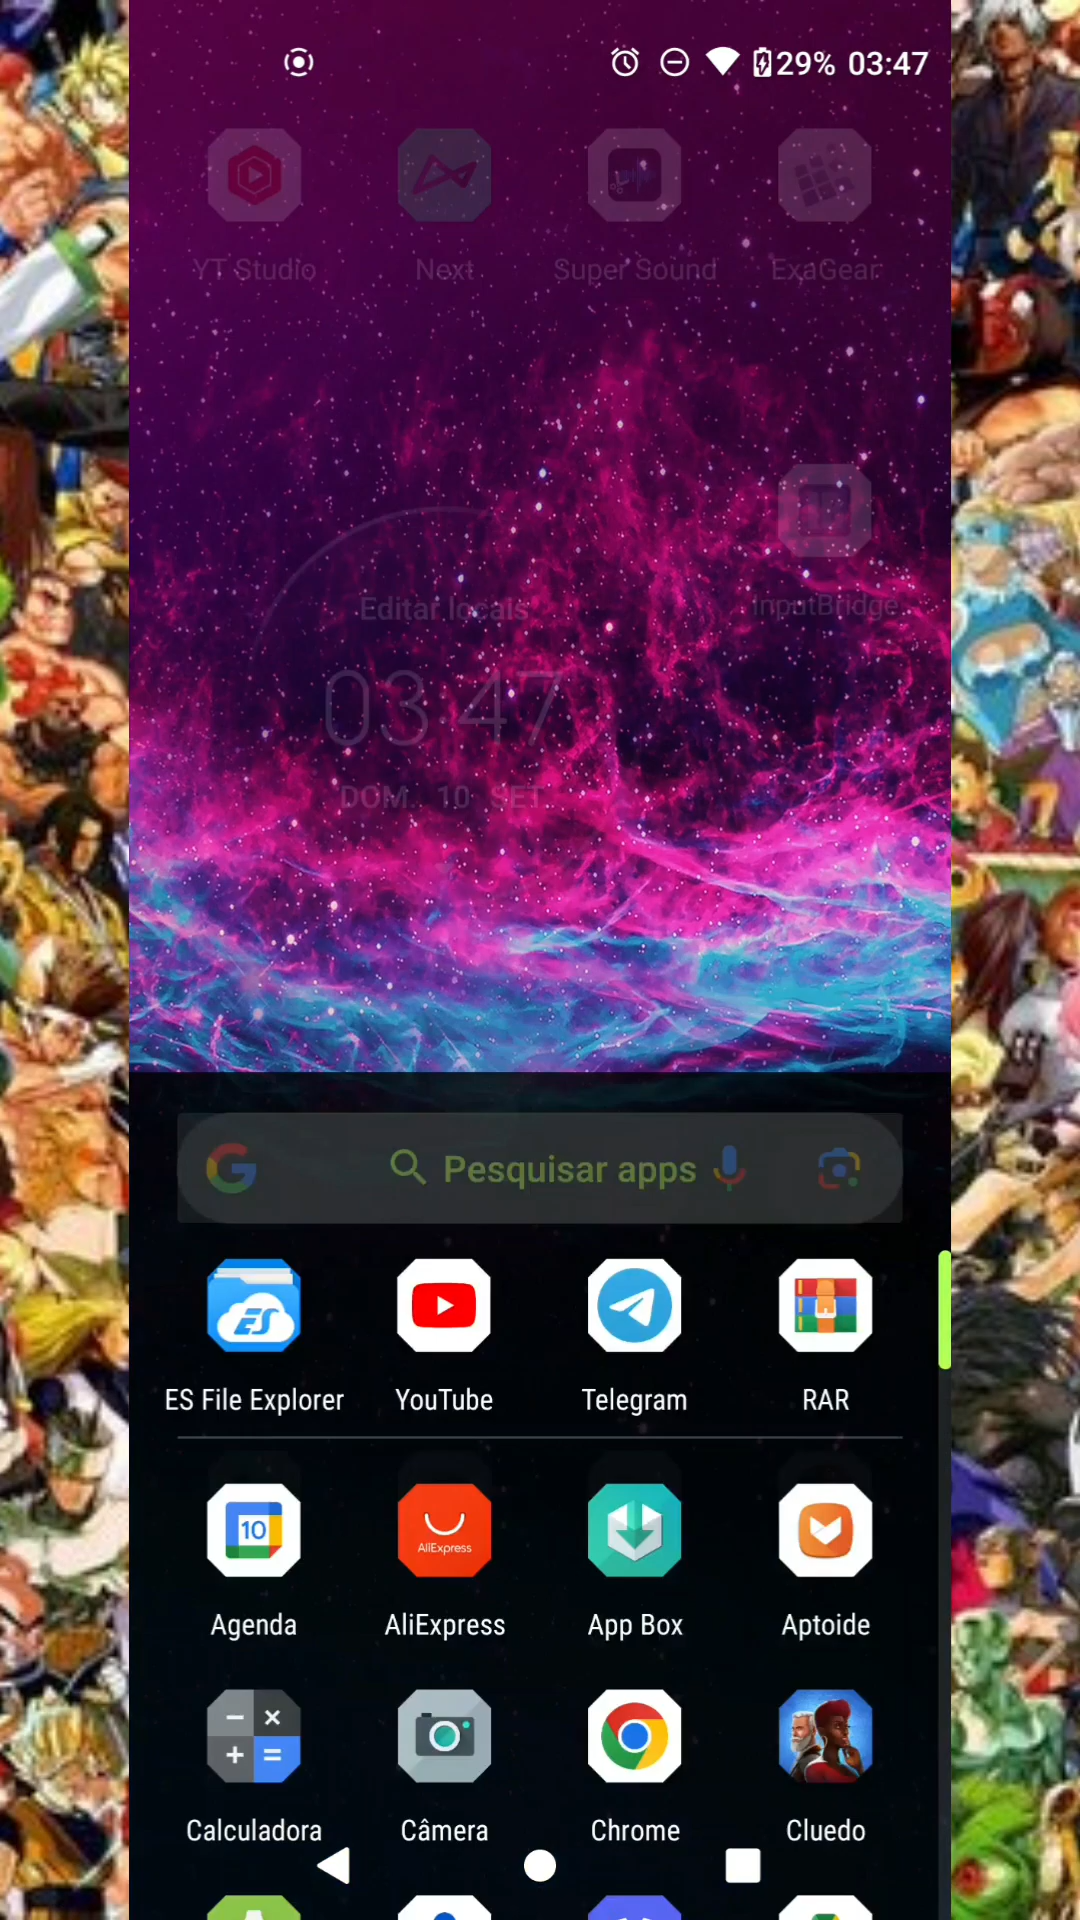 29% 03:47
YT Studio Next Super Sound ExaGear
InputBridge
Editar locais
03:47
DOM. 10 SET.
G Pesquisar apps
ES
ES File Explorer YouTube Telegram RAR
10 AliExpress
Agenda AliExpress App Box Aptoide
Calculadora Câmera Chrome Cluedo